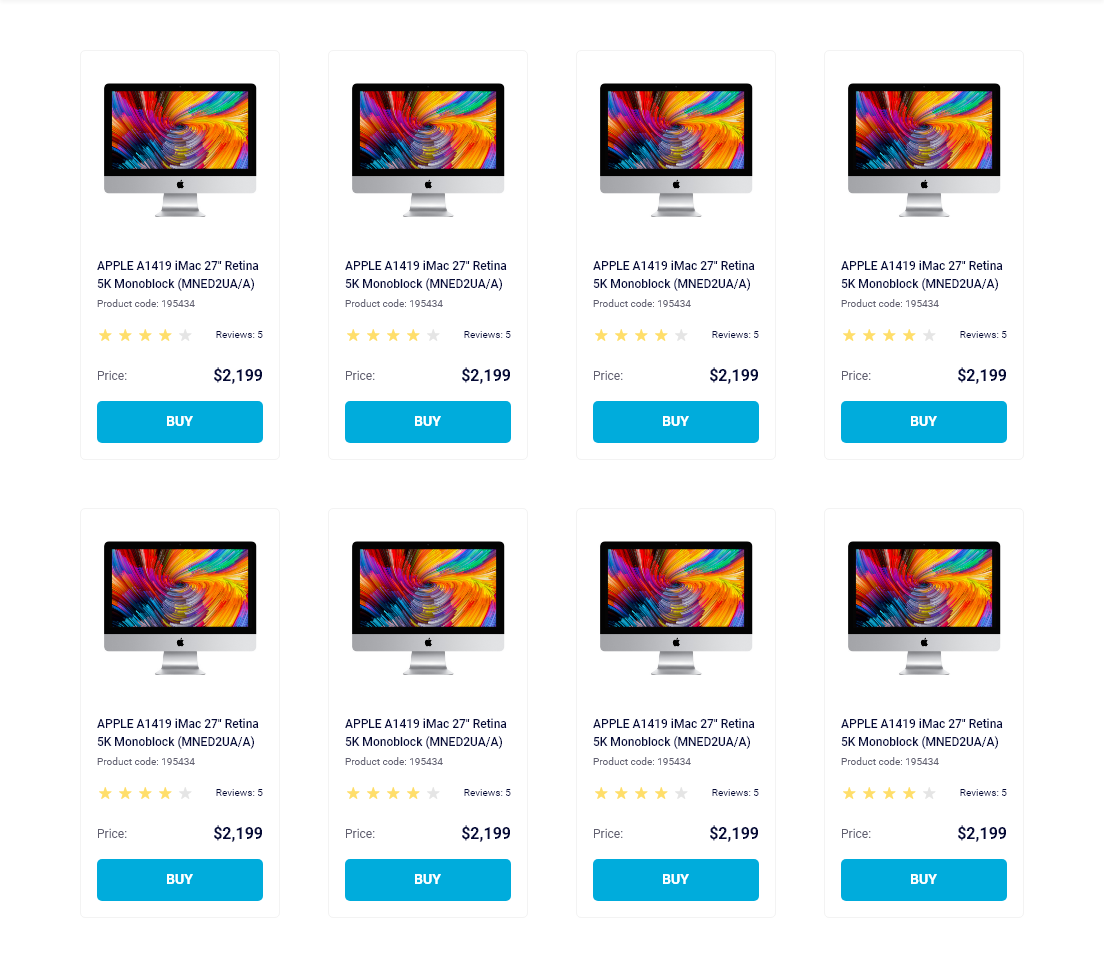 APPLE A1419 iMac 27" Retina
5K Monoblock (MNED2UA/A)
Product code: 195434
Reviews: 5
Price: $2,199
BUY
APPLE A1419 iMac 27" Retina
5K Monoblock (MNED2UA/A)
Product code: 195434
Reviews: 5
Price: $2,199
BUY
APPLE A1419 iMac 27" Retina
5K Monoblock (MNED2UA/A)
Product code: 195434
Reviews: 5
Price: $2,199
BUY
APPLE A1419 iMac 27" Retina
5K Monoblock (MNED2UA/A)
Product code: 195434
Reviews: 5
Price: $2,199
BUY
APPLE A1419 iMac 27" Retina
5K Monoblock (MNED2UA/A)
Product code: 195434
Reviews: 5
Price: $2,199
BUY
APPLE A1419 iMac 27" Retina
5K Monoblock (MNED2UA/A)
Product code: 195434
Reviews: 5
Price: $2,199
BUY
APPLE A1419 iMac 27" Retina
5K Monoblock (MNED2UA/A)
Product code: 195434
Reviews: 5
Price: $2,199
BUY
APPLE A1419 iMac 27" Retina
5K Monoblock (MNED2UA/A)
Product code: 195434
Reviews: 5
Price: $2,199
BUY